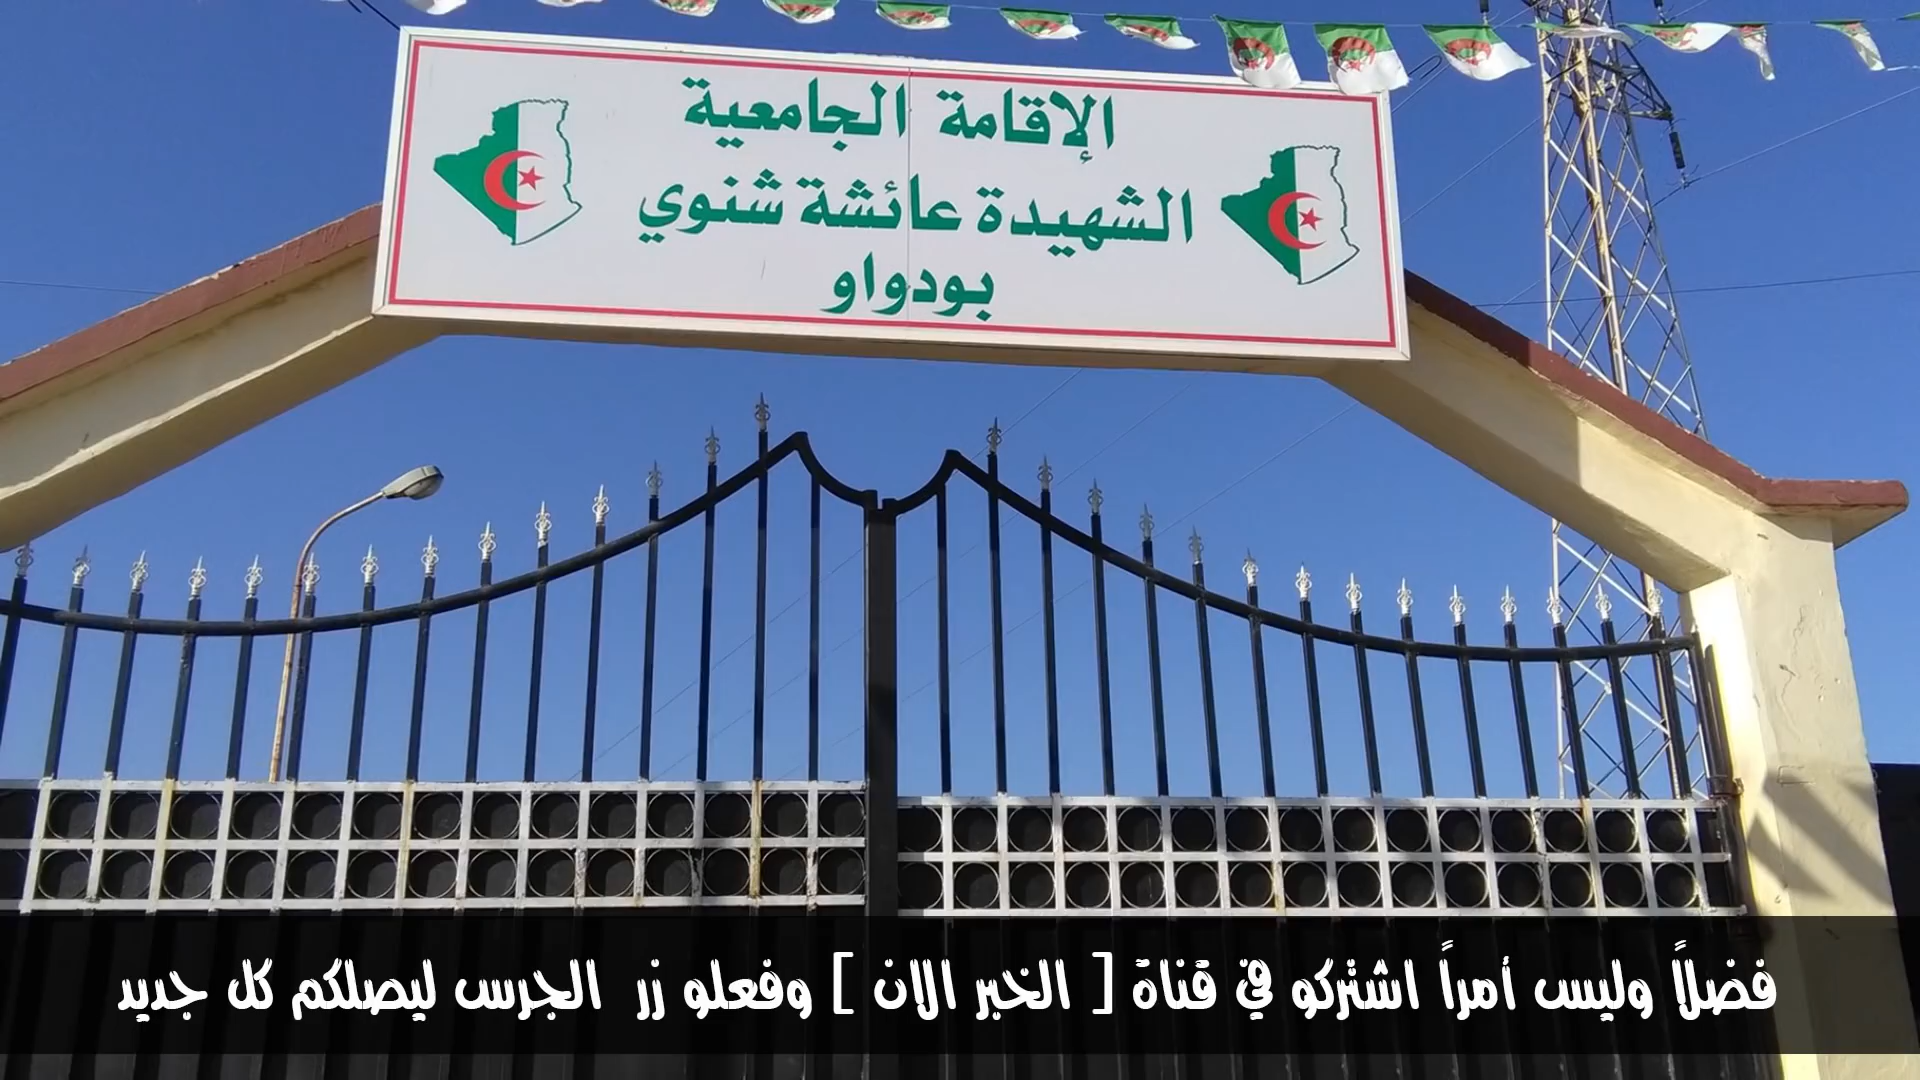 الإقامة الجامعية
الشهيدة عائشة شنوي
بودواو
فضلاً وليس أمراً اشتركو في قناة [ الخبر الان ] وفعلو زر الجرس ليصلكم كل جديد